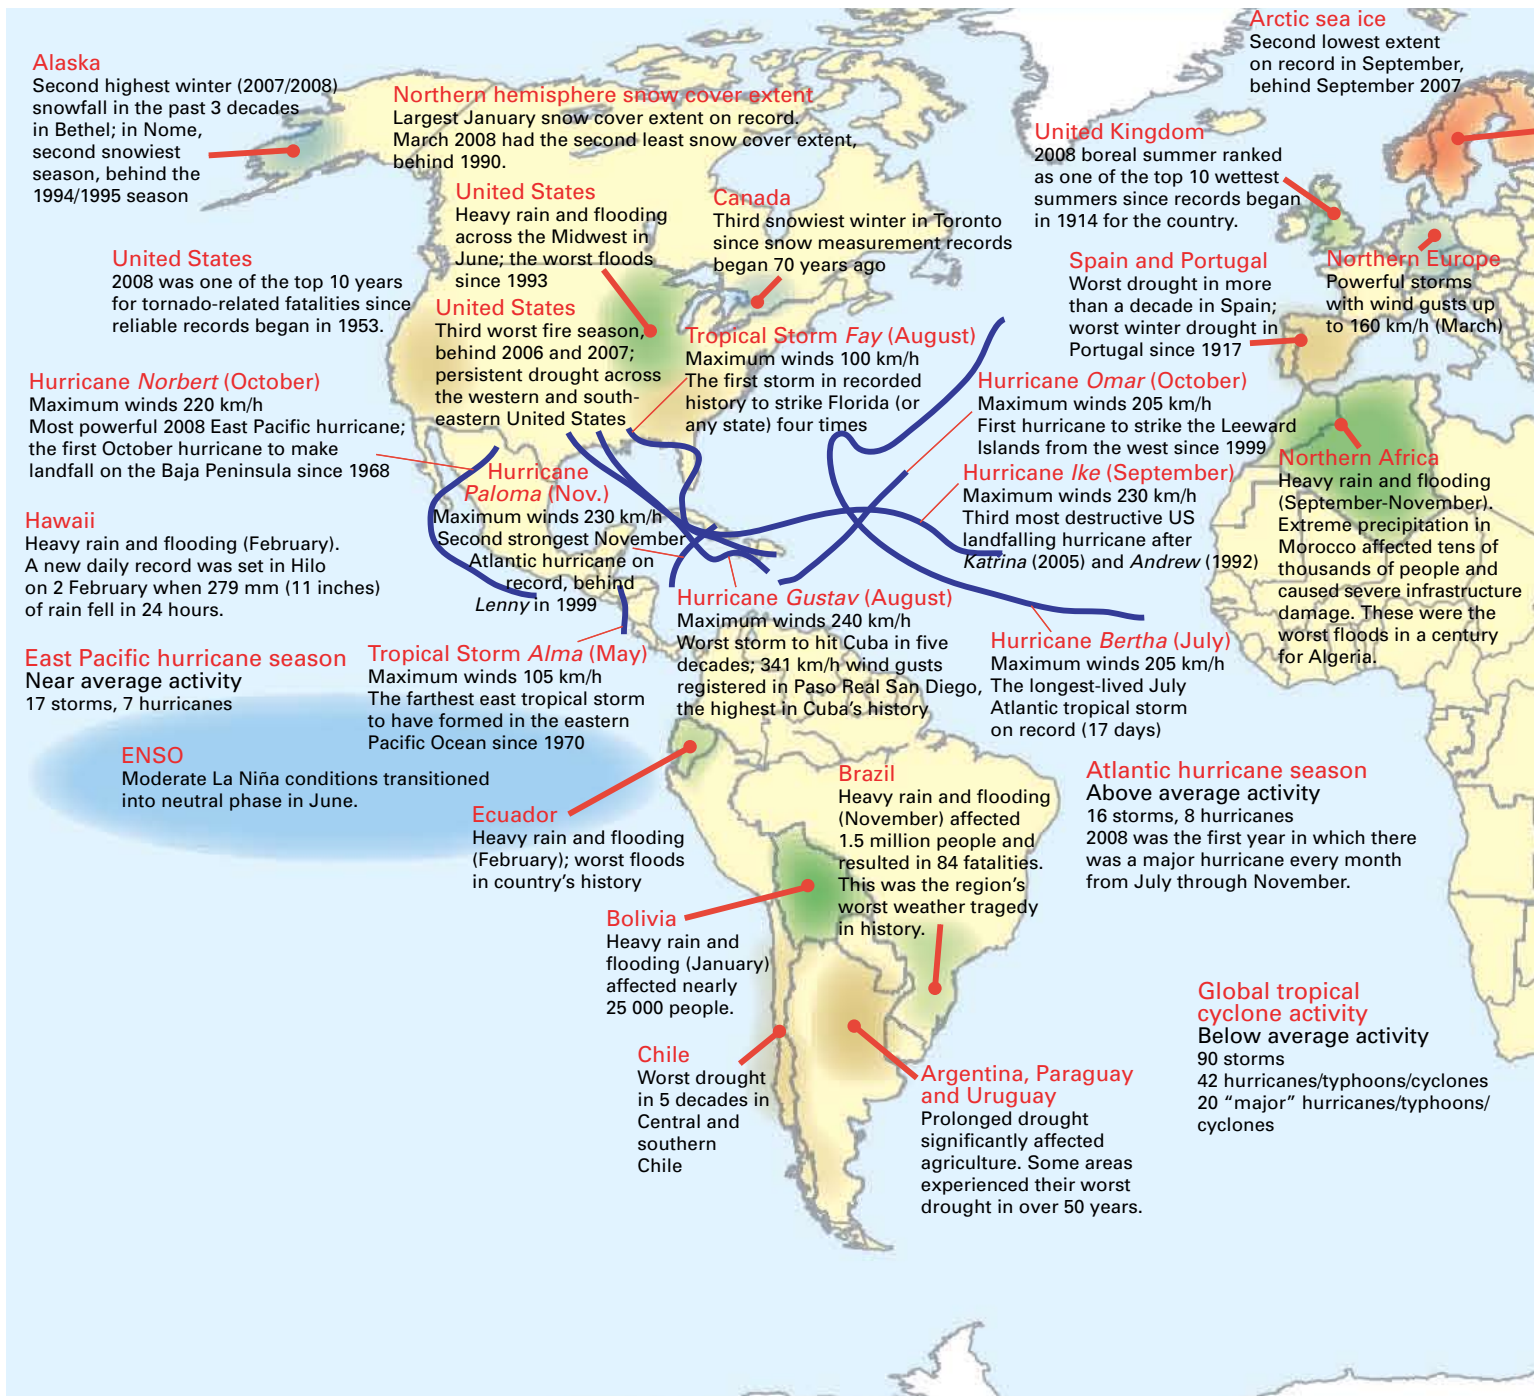 Arctic sea ice
Second lowest extent
on record in September,
behind September 2007
Alaska
Second highest winter (2007/2008)
snowfall in the past 3 decades
in Bethel; in Nome,
second snowiest
season, behind the
1994/1995 season
Northern hemisphere snow cover extent
Largest January snow cover extent on record.
March 2008 had the second least snow cover extent,
behind 1990.
United Kingdom
2008 boreal summer ranked
as one of the top 10 wettest
summers since records began
in 1914 for the country.
United States
Heavy rain and flooding
across the Midwest in
June; the worst floods
since 1993
Canada
Third snowiest winter in Toronto
since snow measurement records
began 70 years ago
United States
2008 was one of the top 10 years
for tornado-related fatalities since
reliable records began in 1953.
Spain and Portugal
Worst drought in more
than a decade in Spain;
worst winter drought in
Portugal since 1917
Northern Europe
Powerful storms
with wind gusts up
to 160 km/h (March)
United States
Third worst fire season,
behind 2006 and 2007;
persistent drought across
the western and south-
eastern United States
Tropical Storm Fay (August)
Maximum winds 100 km/h
The first storm in recorded
history to strike Florida (or
any state) four times
Hurricane Norbert (October)
Maximum winds 220 km/h
Most powerful 2008 East Pacific hurricane;
the first October hurricane to make
landfall on the Baja Peninsula since 1968
Hurricane Omar (October)
Maximum winds 205 km/h
First hurricane to strike the Leeward
Islands from the west since 1999
Hurricane
Paloma (Nov.)
Maximum winds 230 km/h
Second strongest November
Atlantic hurricane on
record, behind
Lenny in 1999
Hurricane Ike (September)
Maximum winds 230 km/h
Third most destructive US
landfalling hurricane after
Katrina (2005) and Andrew (1992)
Northern Africa
Heavy rain and flooding
(September-November).
Extreme precipitation in
Morocco affected tens of
thousands of people and
caused severe infrastructure
damage. These were the
worst floods in a century
for Algeria.
Hawaii
Heavy rain and flooding (February).
A new daily record was set in Hilo
on 2 February when 279 mm (11 inches)
of rain fell in 24 hours.
Hurricane Gustav (August)
Maximum winds 240 km/h
Worst storm to hit Cuba in five
decades; 341 km/h wind gusts
registered in Paso Real San Diego,
the highest in Cuba's history
Hurricane Bertha (July)
Maximum winds 205 km/h
The longest-lived July
Atlantic tropical storm
on record (17 days)
East Pacific hurricane season
Near average activity
17 storms, 7 hurricanes
Tropical Storm Alma (May)
Maximum winds 105 km/h
The farthest east tropical storm
to have formed in the eastern
Pacific Ocean since 1970
ENSO
Moderate La Niña conditions transitioned
into neutral phase in June.
Brazil
Heavy rain and flooding
(November) affected
1.5 million people and
resulted in 84 fatalities.
This was the region's
worst weather tragedy
in history.
Atlantic hurricane season
Above average activity
16 storms, 8 hurricanes
2008 was the first year in which there
was a major hurricane every month
from July through November.
Ecuador
Heavy rain and flooding
(February); worst floods
in country's history
Bolivia
Heavy rain and
flooding (January)
affected nearly
25 000 people.
Global tropical
cyclone activity
Below average activity
90 storms
42 hurricanes/typhoons/cyclones
20 “major” hurricanes/typhoons/
cyclones
Chile
Worst drought
in 5 decades in
Central and
southern
Chile
Argentina, Paraguay
and Uruguay
Prolonged drought
significantly affected
agriculture. Some areas
experienced their worst
drought in over 50 years.